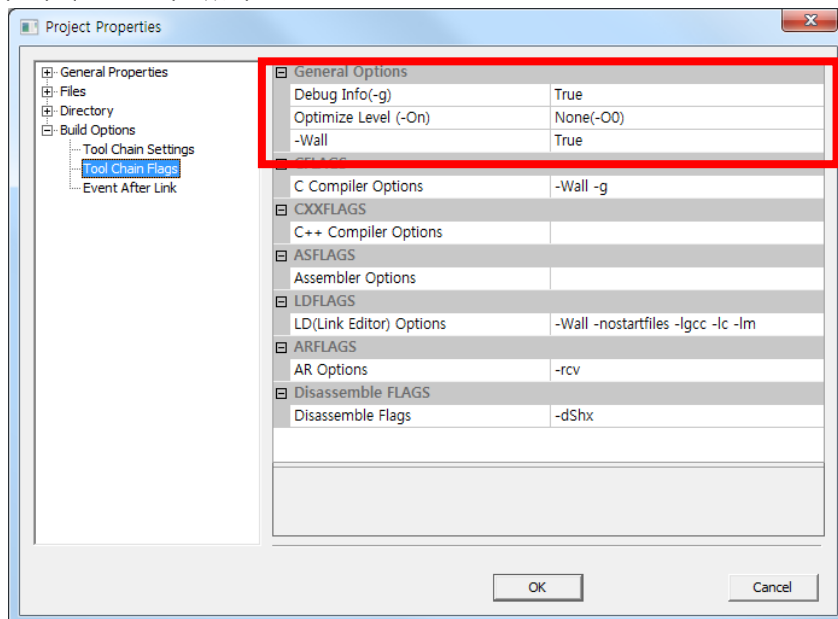 Project Properties
General Properties
Files
Directory
Build Options
Tool Chain Settings
Tool Chain Flags
Event After Link
General Options
Debug Info(-g) True
Optimize Level (-On) None(-O0)
-Wall True
CFLAGS
C Compiler Options -Wall -g
CXXFLAGS
C++ Compiler Options
ASFLAGS
Assembler Options
LDFLAGS
LD(Link Editor) Options -Wall -nostartfiles -lgcc -lc -lm
ARFLAGS
AR Options -rcv
Disassemble FLAGS
Disassemble Flags -dShx
OK Cancel